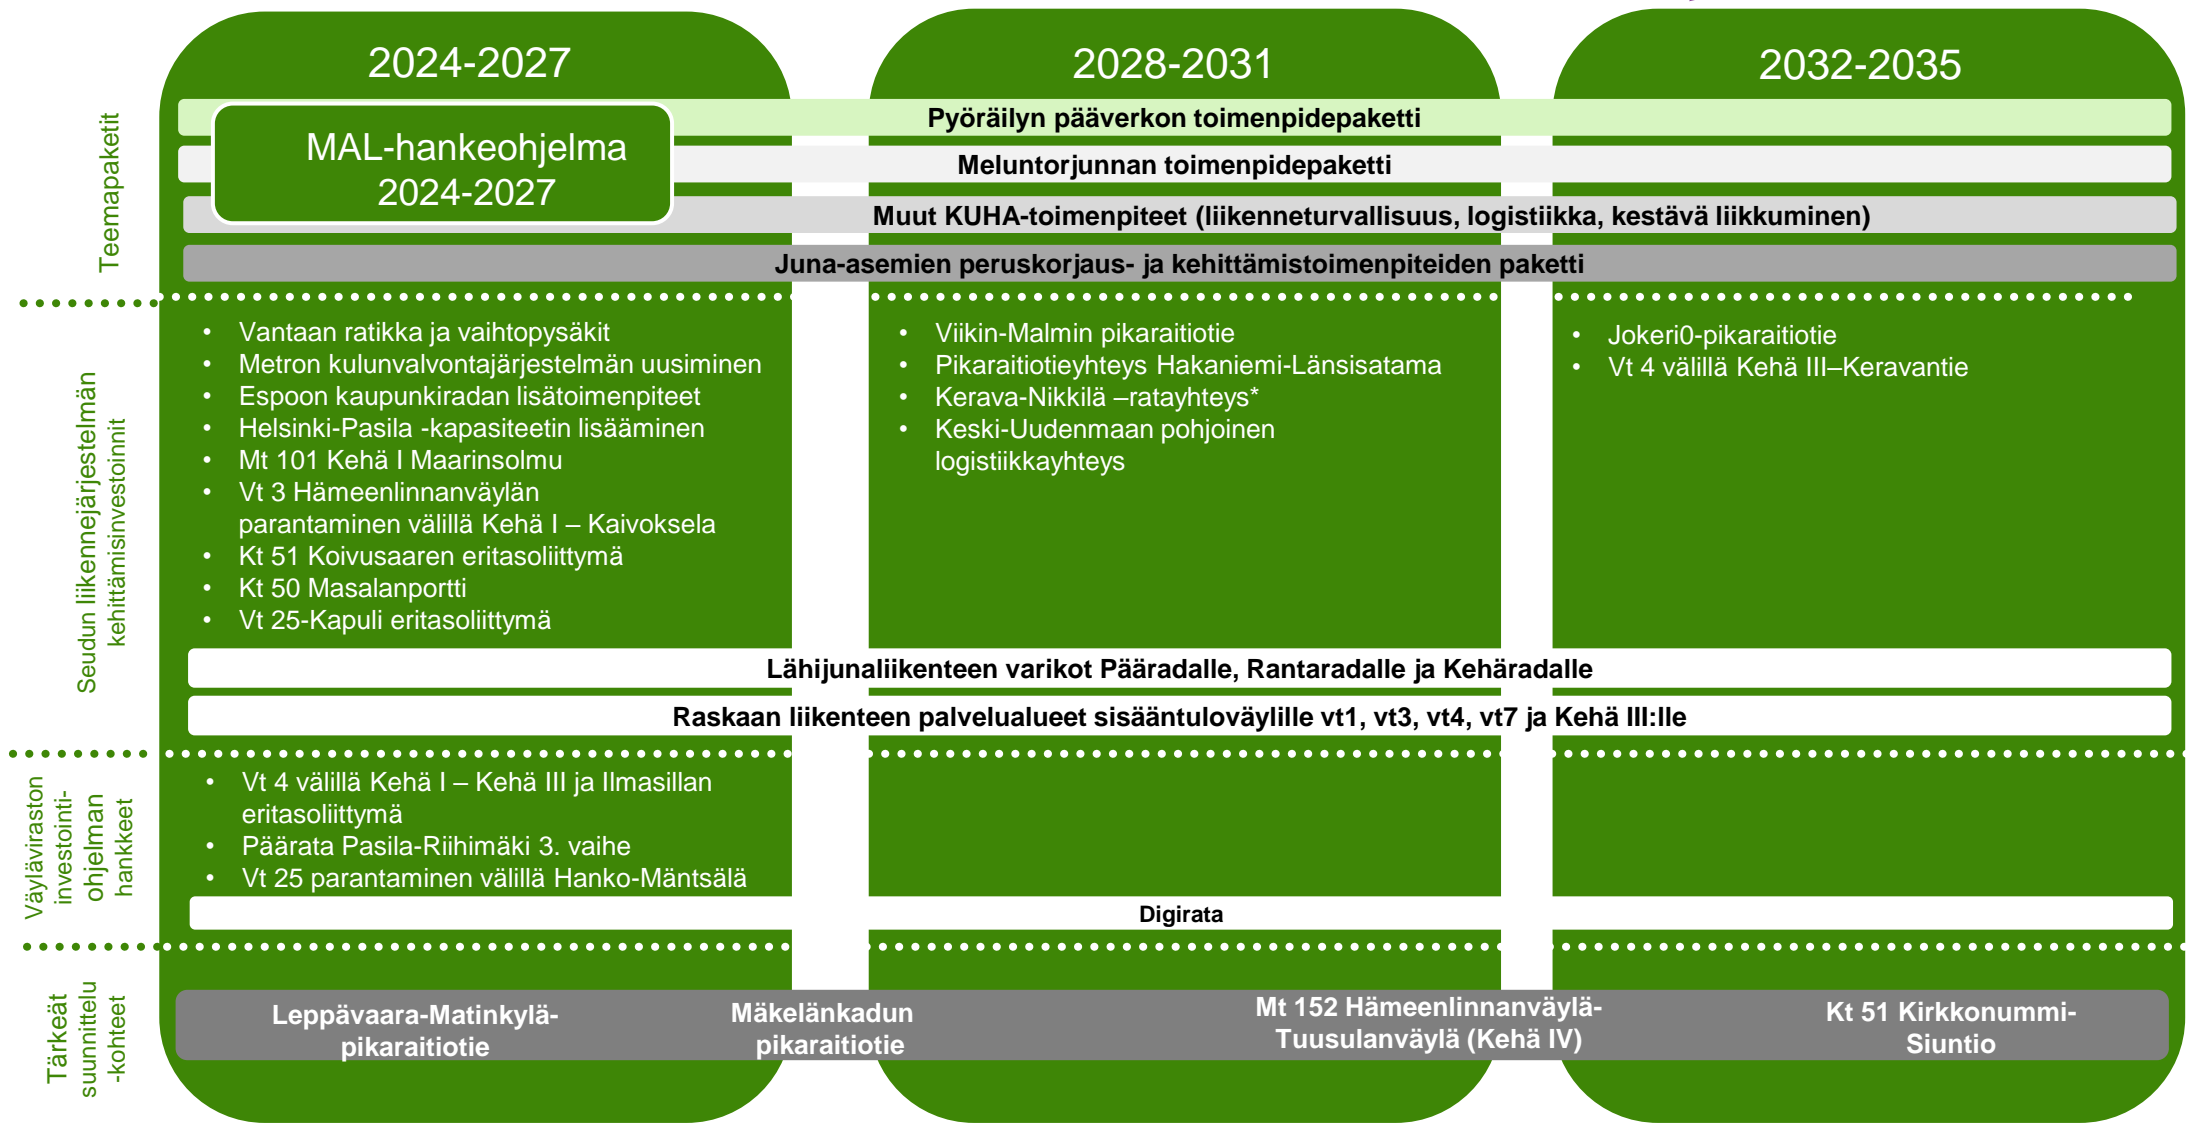 2024-2027
2028-2031
2032-2035
Teemapaketit
MAL-hankeohjelma
2024-2027
Pyöräilyn pääverkon toimenpidepaketti
Meluntorjunnan toimenpidepaketti
Muut KUHA-toimenpiteet (liikenneturvallisuus, logistiikka, kestävä liikkuminen)
Juna-asemien peruskorjaus- ja kehittämistoimenpiteiden paketti
Seudun liikennejärjestelmän
kehittämisinvestoinnit
• Vantaan ratikka ja vaihtopysäkit
• Metron kulunvalvontajärjestelmän uusiminen
• Espoon kaupunkiradan lisätoimenpiteet
• Helsinki-Pasila -kapasiteetin lisääminen
• Mt 101 Kehä I Maarinsolmu
• Vt 3 Hämeenlinnanväylän
parantaminen välillä Kehä I – Kaivoksela
• Kt 51 Koivusaaren eritasoliittymä
• Kt 50 Masalanportti
• Vt 25-Kapuli eritasoliittymä
• Viikin-Malmin pikaraitiotie
• Pikaraitiotieyhteys Hakaniemi-Länsisatama
• Kerava-Nikkilä –ratayhteys*
• Keski-Uudenmaan pohjoinen
logistiikkayhteys
• Jokeri0-pikaraitiotie
• Vt 4 välillä Kehä III–Keravantie
Lähijunaliikenteen varikot Pääradalle, Rantaradalle ja Kehäradalle
Raskaan liikenteen palvelualueet sisääntuloväylille vt1, vt3, vt4, vt7 ja Kehä III:lle
Väyläviraston
investointi-
ohjelman
hankkeet
• Vt 4 välillä Kehä I – Kehä III ja Ilmasillan
eritasoliittymä
• Päärata Pasila-Riihimäki 3. vaihe
• Vt 25 parantaminen välillä Hanko-Mäntsälä
Digirata
Tärkeät
suunnittelu
-kohteet
Leppävaara-Matinkylä-
pikaraitiotie
Mäkelänkadun
pikaraitiotie
Mt 152 Hämeenlinnanväylä-
Tuusulanväylä (Kehä IV)
Kt 51 Kirkkonummi-
Siuntio